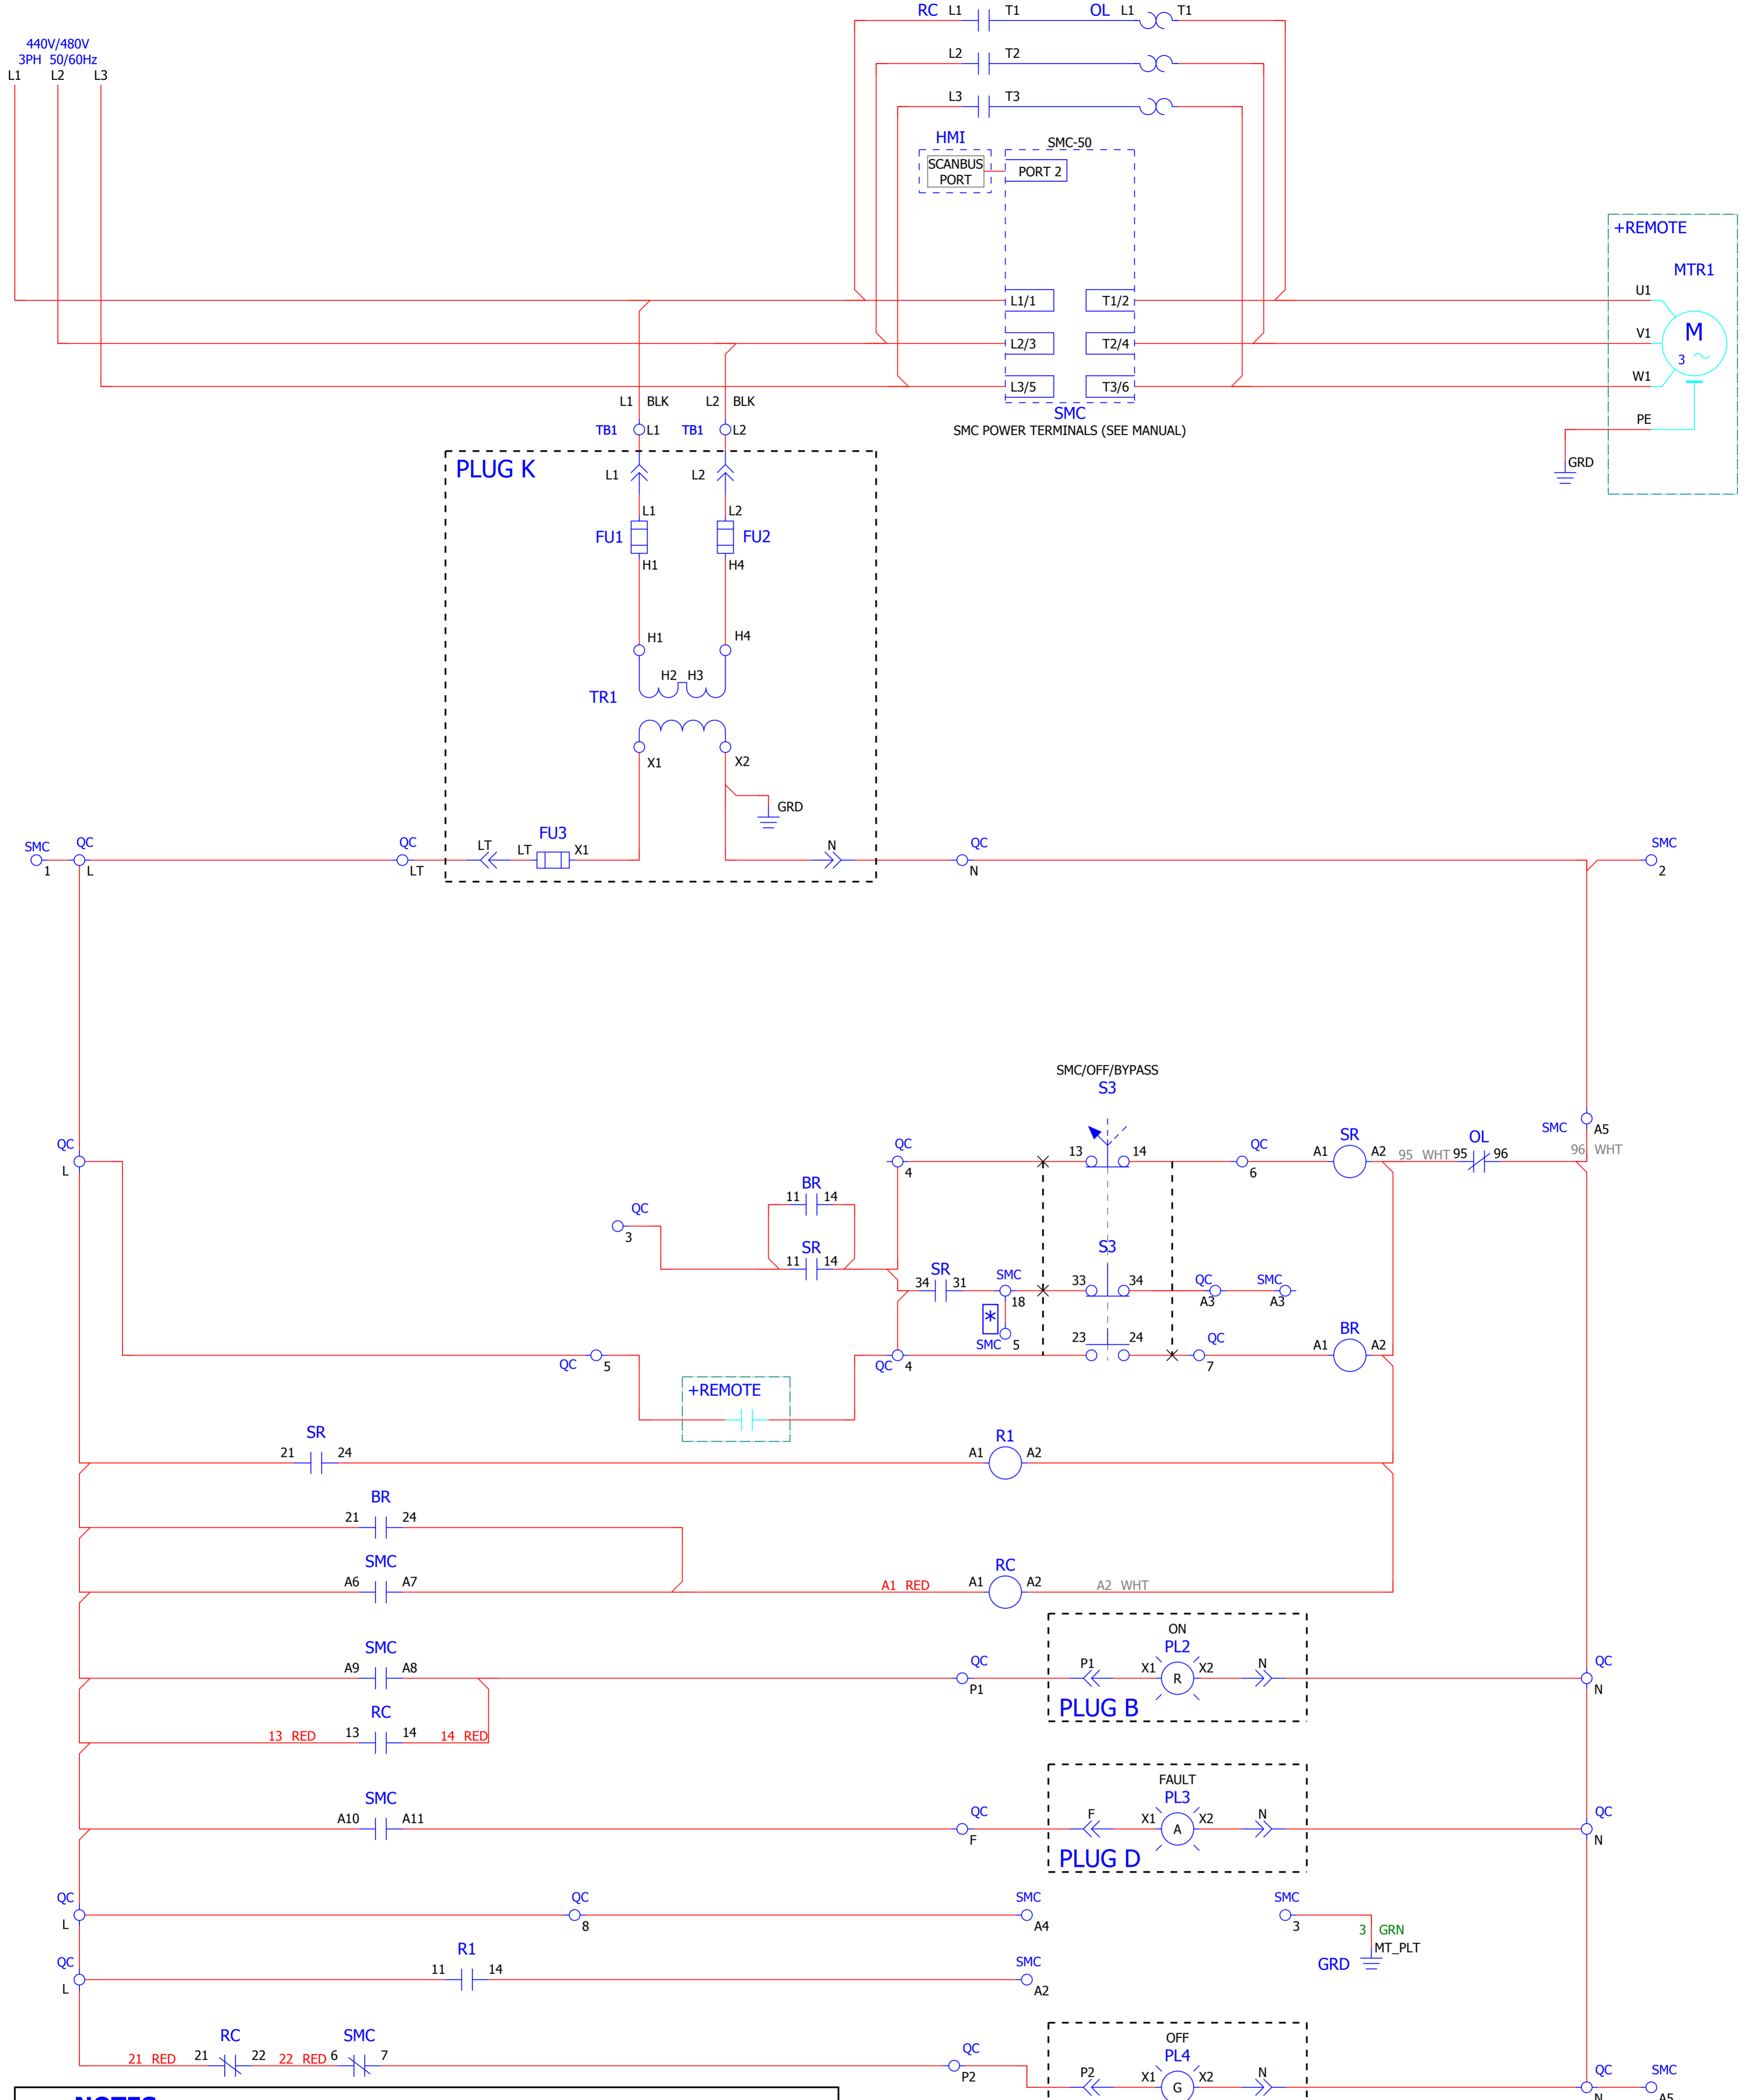 RC L1 T1 OL L1 T1
440V/480V
3PH 50/60Hz
L1 L2 L3
L2 T2
L3 T3
HMI
SMC-50
SCANBUS
PORT
PORT 2
+REMOTE
MTR1
L1/1 T1/2 U1
L2/3 T2/4 V1
M
3
L3/5 T3/6 W1
L1 BLK L2 BLK
SMC
SMC POWER TERMINALS (SEE MANUAL)
PE
GRD
TB1 L1 TB1 L2
PLUG K
L1 L2
L1 L2
FU1 FU2
H1 H4
H1 H4
H2 H3
TR1
X1 X2
GRD
FU3
SMC QC QC LT LT X1 N QC SMC
1 L LT N 2
SMC/OFF/BYPASS
S3
SMC A5
QC QC 13 14 QC SR OL
L 4 6 A1 A2 95 WHT 95 96 96 WHT
BR
11 14
QC
3
SR S3
11 14
SR
34 31 SMC 33 34 QC SMC
18 A3 A3
*
SMC 5 23 24 QC BR
A1 A2
QC 5 QC 4 7
+REMOTE
SR R1
21 24 A1 A2
BR
21 24
SMC RC
A6 A7 A1 RED A1 A2 A2 WHT
ON
SMC PL2
A9 A8 QC P1 X1 R X2 N QC
P1 N
PLUG B
RC
13 RED 13 14 14 RED
FAULT
SMC PL3
A10 A11 QC F X1 A X2 N QC
F N
PLUG D
QC QC SMC SMC
L 8 A4 3
3 GRN
MT_PLT
GRD
QC R1 SMC
L 11 14 A2
OFF
RC SMC PL4
21 RED 21 22 22 RED 6 7 QC
P2
P2 X1 G X2 N QC SMC
N A5
NOTES